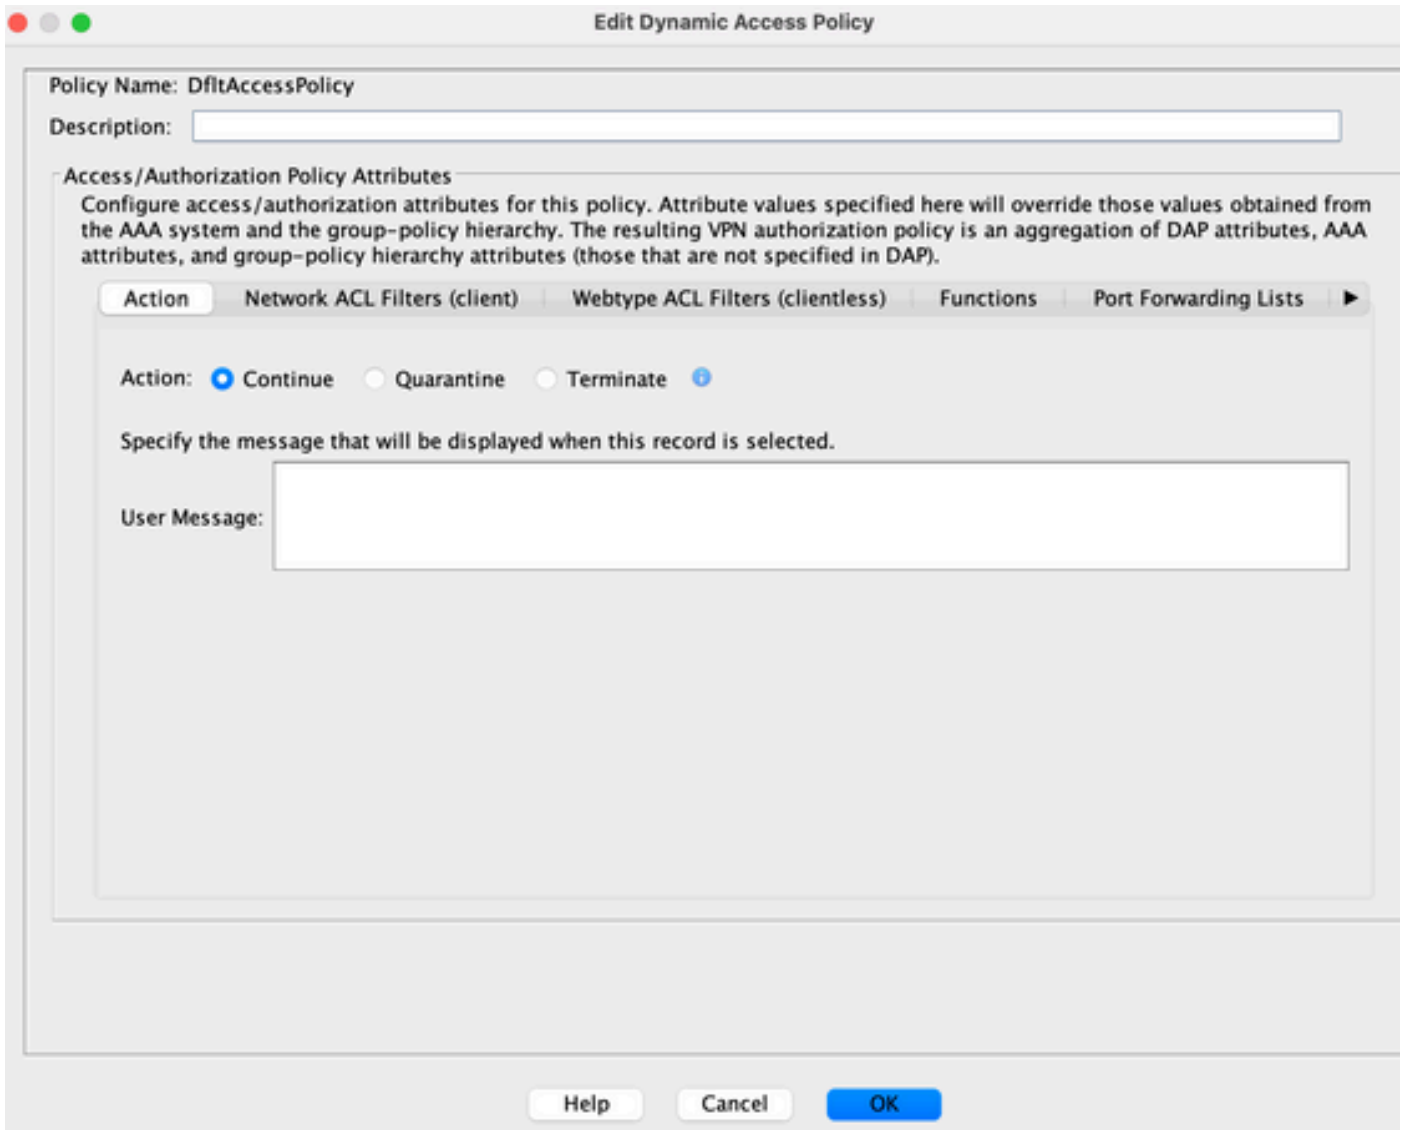 Edit Dynamic Access Policy
Policy Name: DfltAccessPolicy
Description:
Access/Authorization Policy Attributes
Configure access/authorization attributes for this policy. Attribute values specified here will override those values obtained from
the AAA system and the group-policy hierarchy. The resulting VPN authorization policy is an aggregation of DAP attributes, AAA
attributes, and group-policy hierarchy attributes (those that are not specified in DAP).
Action Network ACL Filters (client) Webtype ACL Filters (clientless) Functions Port Forwarding Lists
Action: Continue Quarantine Terminate
Specify the message that will be displayed when this record is selected.
User Message:
Help Cancel OK